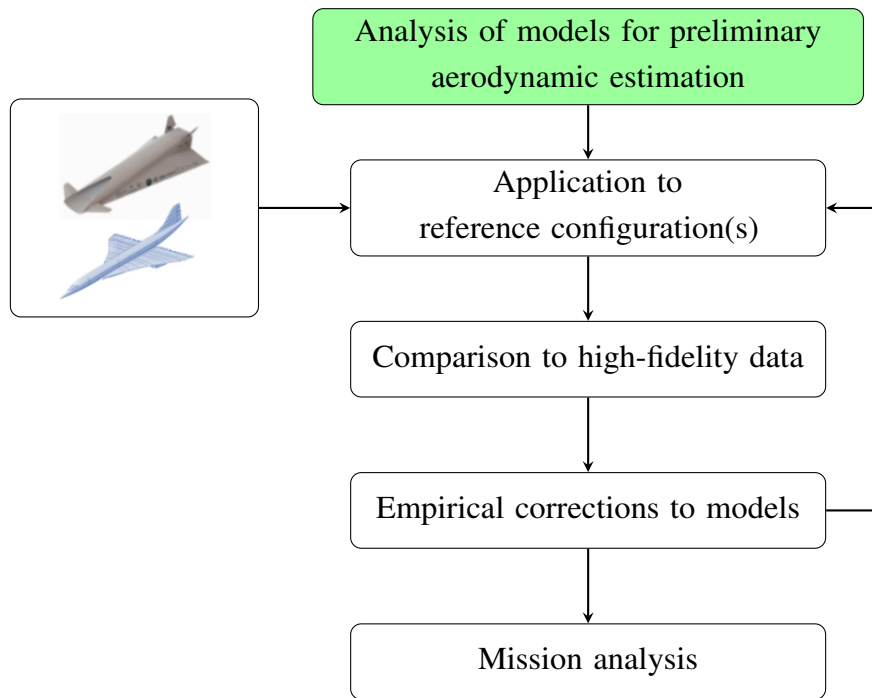 Analysis of models for preliminary
aerodynamic estimation
Application to
reference configuration(s)
Comparison to high-fidelity data
Empirical corrections to models
Mission analysis